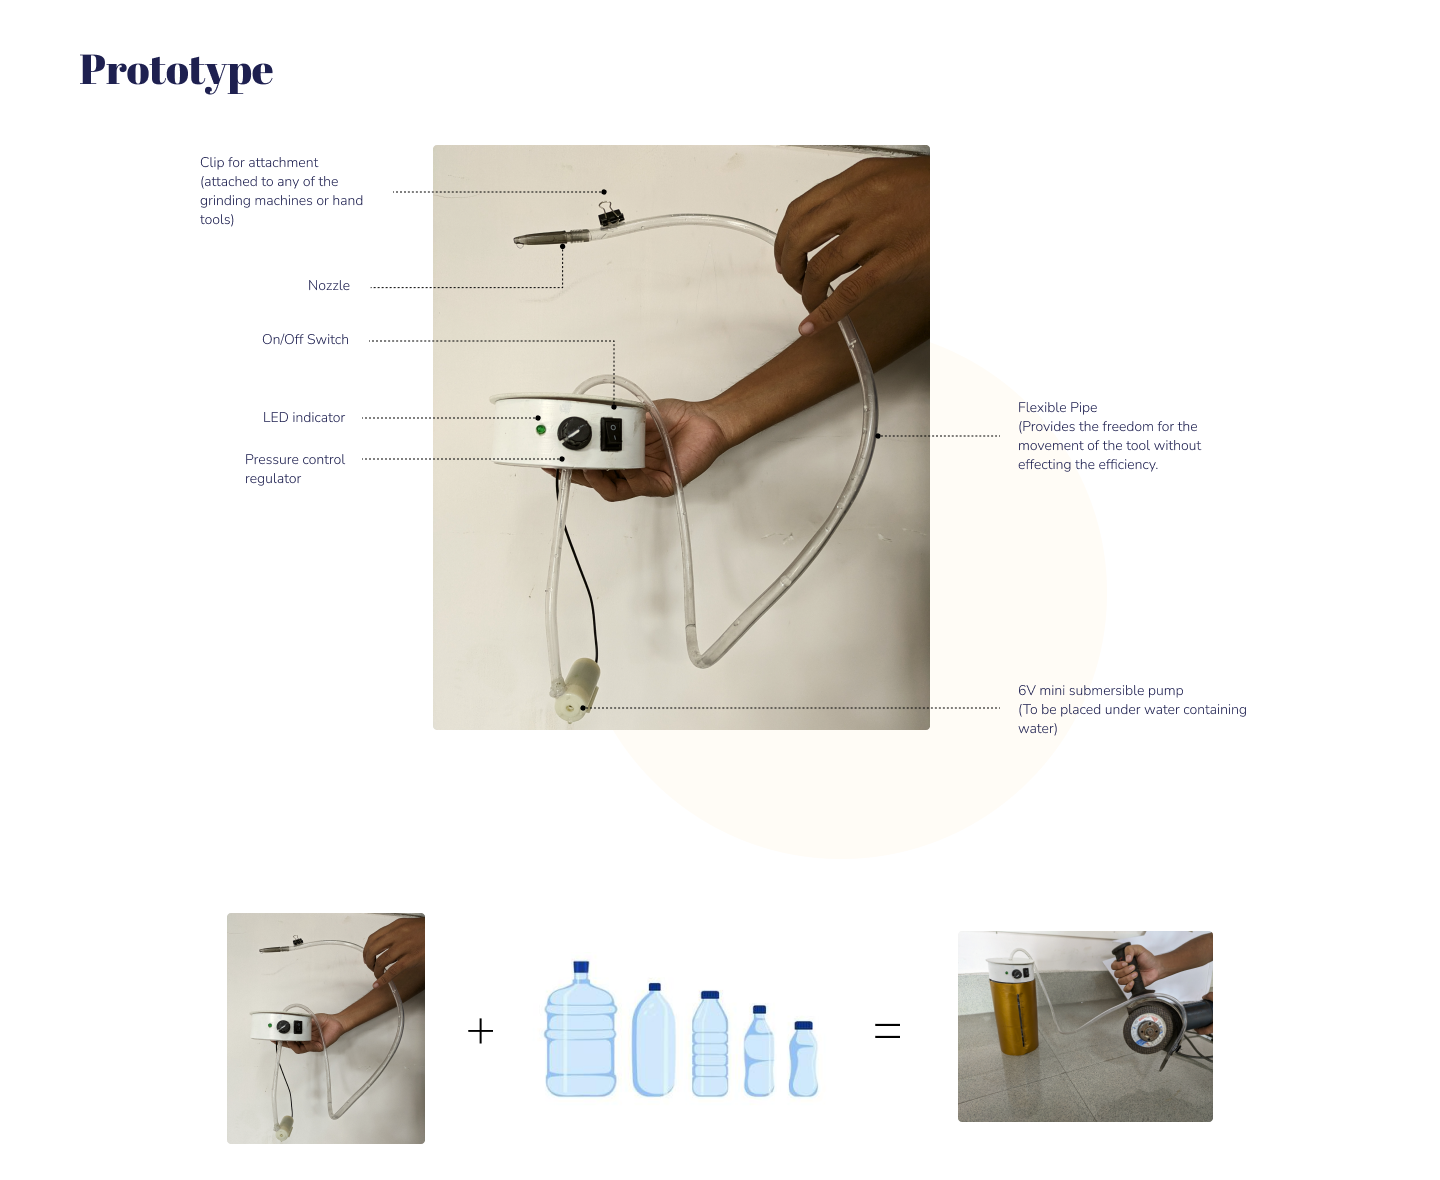 Prototype
Clip for attachment
(attached to any of the
grinding machines or hand
tools)
Nozzle
On/Off Switch
LED indicator
Pressure control
regulator
Flexible Pipe
(Provides the freedom for the
movement of the tool without
effecting the efficiency.
6V mini submersible pump
(To be placed under water containing
water)
+
=